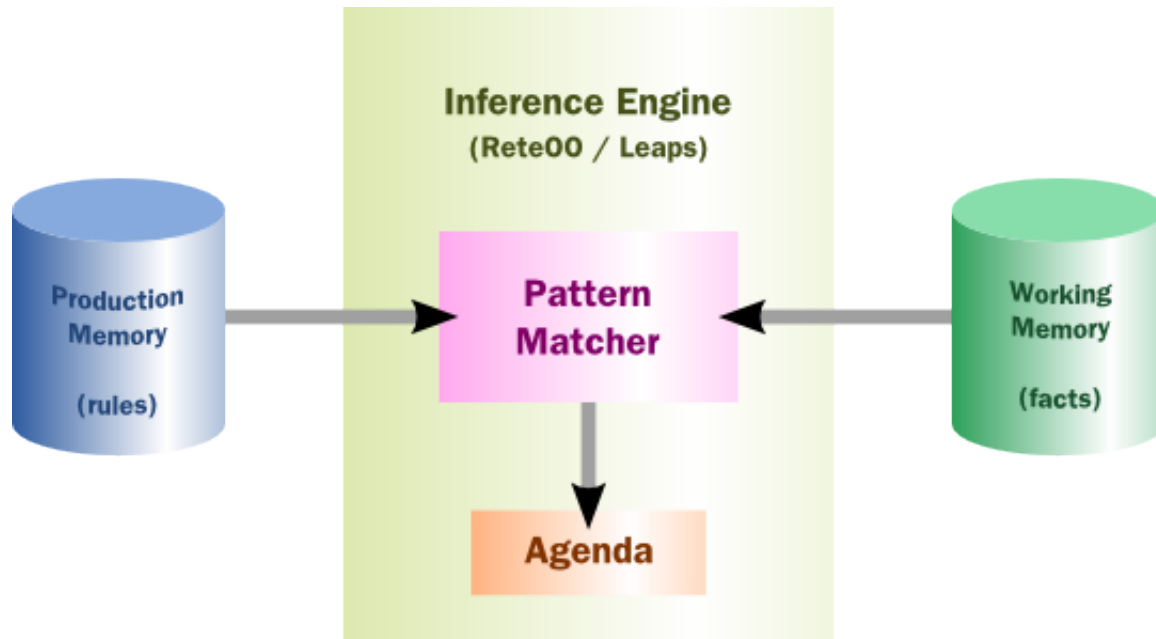 Inference Engine
(ReteOO / Leaps)
Production
Memory
(rules)
Pattern
Matcher
Working
Memory
(facts)
Agenda